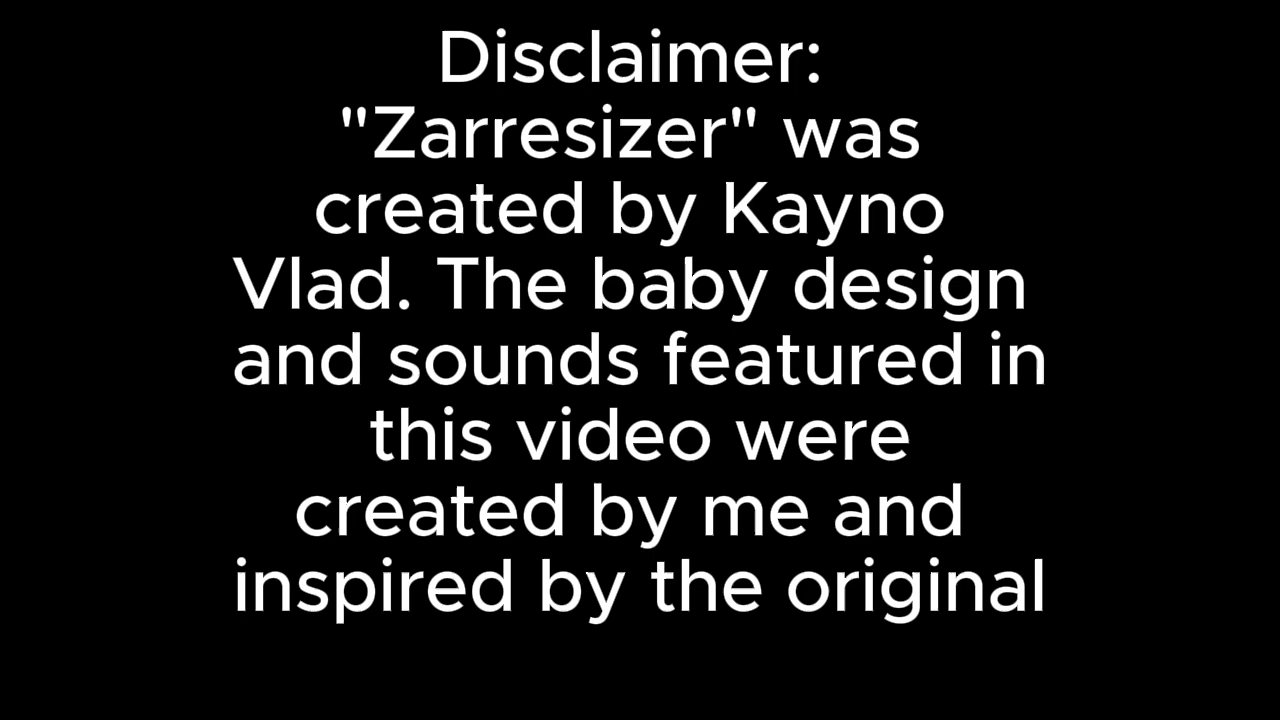 Disclaimer:
"Zarresizer" was
created by Kayno
Vlad. The baby design
and sounds featured in
this video were
created by me and
inspired by the original